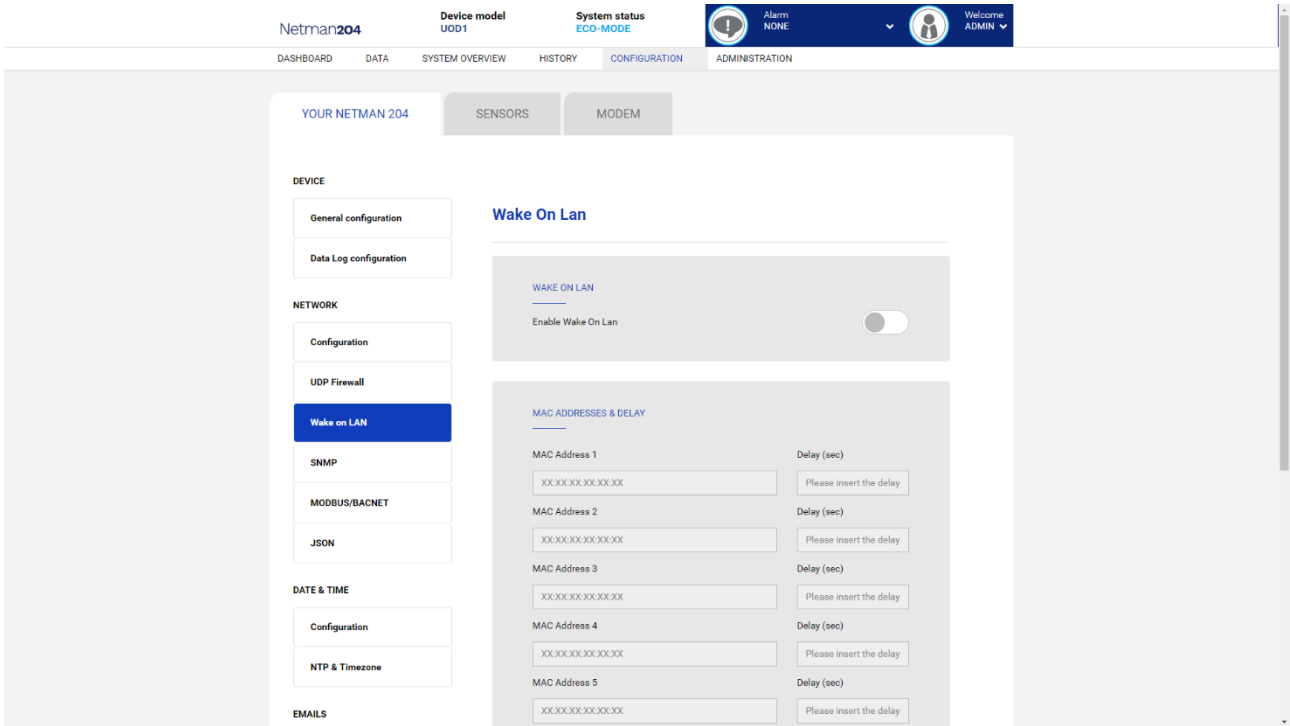 Netman204
Device model
UOD1
System status
ECO-MODE
Alarm
NONE
Welcome
ADMIN
DASHBOARD DATA SYSTEM OVERVIEW HISTORY CONFIGURATION ADMINISTRATION
YOUR NETMAN 204 SENSORS MODEM
DEVICE
General configuration
Data Log configuration
NETWORK
Configuration
UDP Firewall
Wake on LAN
SNMP
MODBUS/BACNET
JSON
DATE & TIME
Configuration
NTP & Timezone
EMAILS
Wake On Lan
WAKE ON LAN
Enable Wake On Lan
MAC ADDRESSES & DELAY
MAC Address 1 Delay (sec)
XX:XX:XX:XX:XX:XX Please insert the delay
MAC Address 2 Delay (sec)
XX:XX:XX:XX:XX:XX Please insert the delay
MAC Address 3 Delay (sec)
XX:XX:XX:XX:XX:XX Please insert the delay
MAC Address 4 Delay (sec)
XX:XX:XX:XX:XX:XX Please insert the delay
MAC Address 5 Delay (sec)
XX:XX:XX:XX:XX:XX Please insert the delay